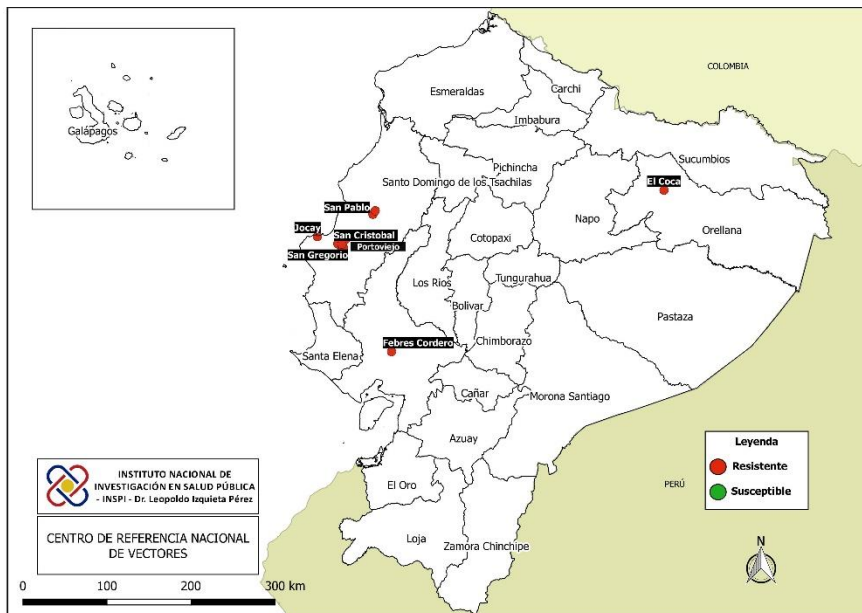 COLOMBIA
Esmeraldas
Carchi
Imbabura
Galápagos
Pichincha
Sucumbios
Santo Domingo de los Tsachilas
El Coca
San Pablo
Napo
Jocay
San Cristobal
Orellana
Portoviejo
Cotopaxi
San Gregorio
Tungurahua
Los Rios
Bolivar
Pastaza
Febres Cordero
Chimborazo
Santa Elena
Cañar
Morona Santiago
Azuay
Leyenda
Resistente
Susceptible
INSTITUTO NACIONAL DE
INVESTIGACIÓN EN SALUD PÚBLICA
- INSPI - Dr. Leopoldo Izquieta Pérez
El Oro
PERÚ
CENTRO DE REFERENCIA NACIONAL
DE VECTORES
Loja
Zamora Chinchipe
N
0 100 200 300 km